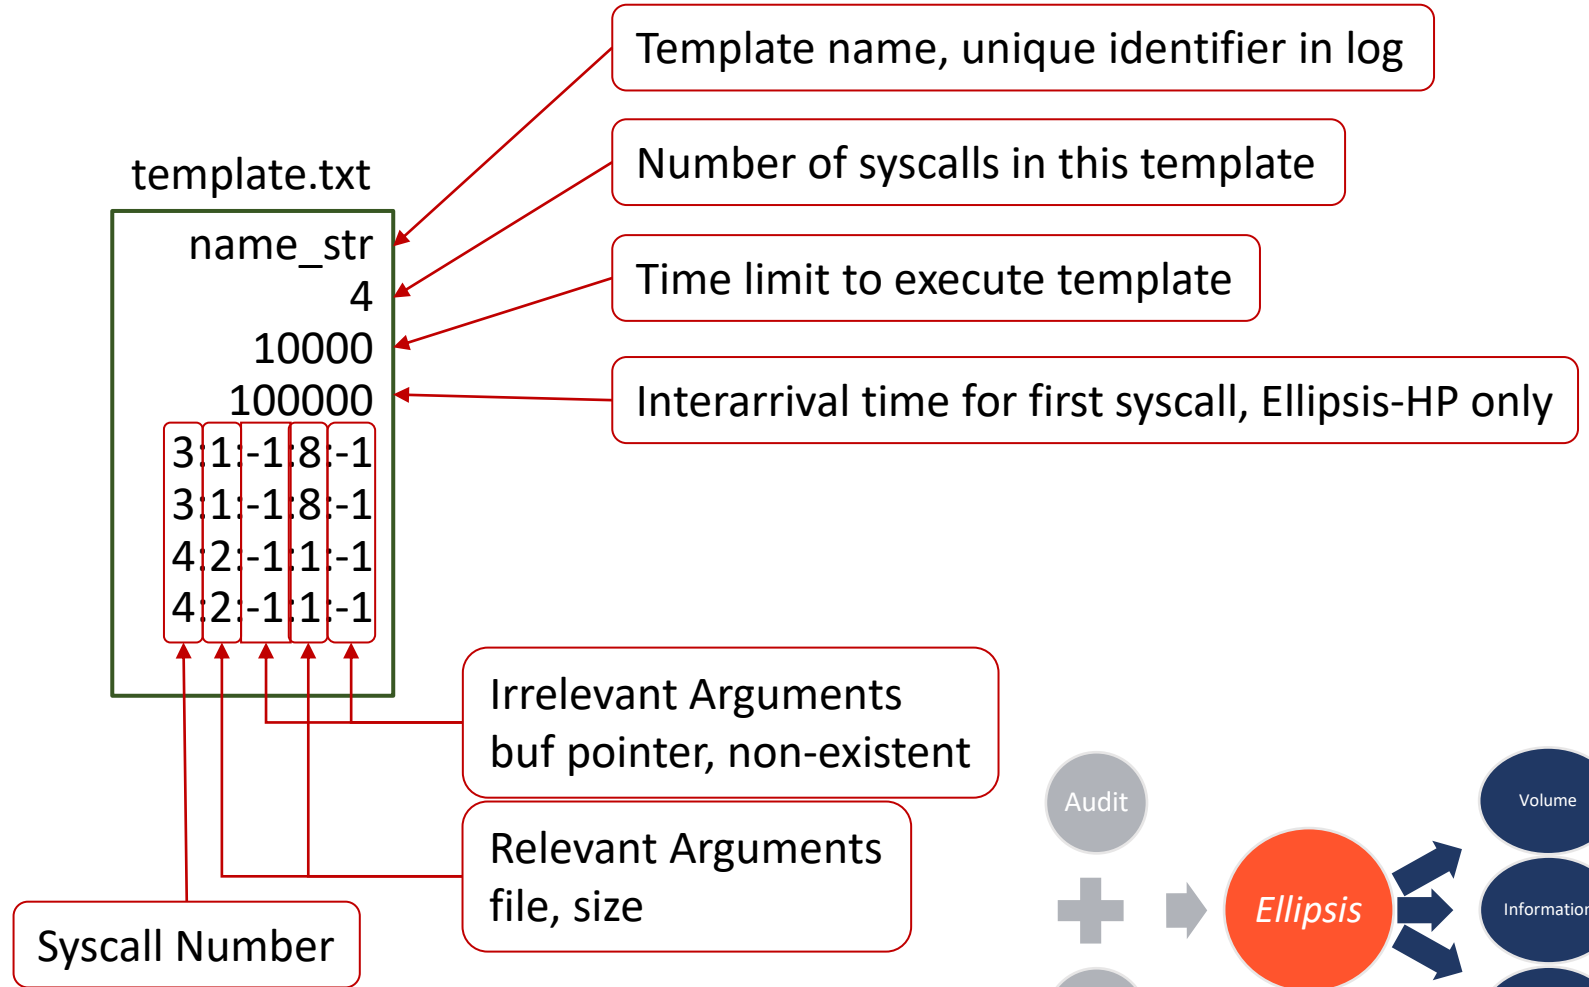 Template name, unique identifier in log
Number of syscalls in this template
template.txt
name_str
4
Time limit to execute template
10000
100000
Interarrival time for first syscall, Ellipsis-HP only
3:1:-1:8:-1
3:1:-1:8:-1
4:2:-1:1:-1
4:2:-1:1:-1
Irrelevant Arguments
buf pointer, non-existent
Relevant Arguments
file, size
Syscall Number
Audit
Ellipsis
Volume
Information